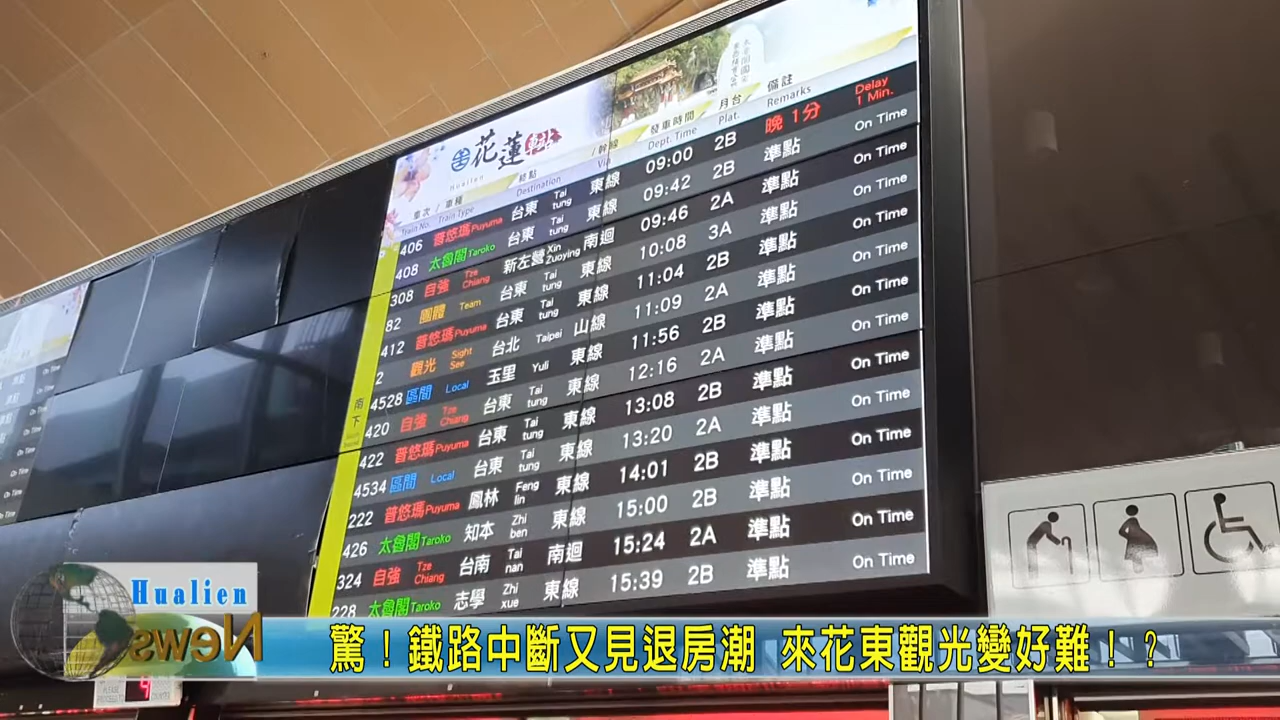 花蓮
Hualien
車次 / 車種 終點 / 幹線 發車時間 月台 備註
Train No. Train Type Destination Via Dept. Time Plat. Remarks
406 普悠瑪 Puyuma 台東 Tai tung 東線 09:00 2B 晚 1分 Delay 1 Min.
408 太魯閣 Taroko 台東 Tai tung 東線 09:42 2B 準點 On Time
308 自強 Tze Chiang 新左營 Xin Zuoying 南迴 09:46 2A 準點 On Time
82 團體 Team 台東 Tai tung 東線 10:08 3A 準點 On Time
412 普悠瑪 Puyuma 台東 Tai tung 東線 11:04 2B 準點 On Time
2 觀光 Sight See 台北 Taipei 山線 11:09 2A 準點 On Time
4528 區間 Local 玉里 Yuli 東線 11:56 2B 準點 On Time
420 自強 Tze Chiang 台東 Tai tung 東線 12:16 2A 準點 On Time
422 普悠瑪 Puyuma 台東 Tai tung 東線 13:08 2B 準點 On Time
4534 區間 Local 台東 Tai tung 東線 13:20 2A 準點 On Time
222 普悠瑪 Puyuma 鳳林 Feng lin 東線 14:01 2B 準點 On Time
426 太魯閣 Taroko 知本 Zhi ben 東線 15:00 2B 準點 On Time
324 自強 Tze Chiang 台南 Tai nan 南迴 15:24 2A 準點 On Time
228 太魯閣 Taroko 志學 Zhi xue 東線 15:39 2B 準點 On Time
南下
Hualien
News
驚！鐵路中斷又見退房潮 來花東觀光變好難！？